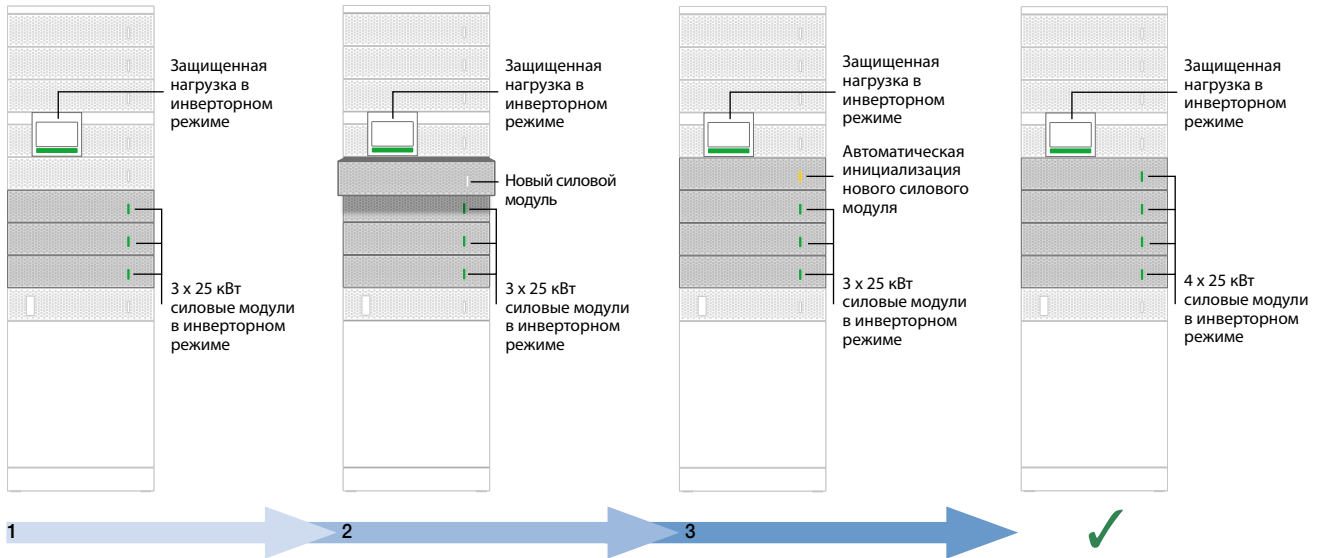 Защищенная
нагрузка в
инверторном
режиме
3 x 25 кВт
силовые модули
в инверторном
режиме
Защищенная
нагрузка в
инверторном
режиме
Новый силовой
модуль
3 x 25 кВт
силовые модули
в инверторном
режиме
Защищенная
нагрузка в
инверторном
режиме
Автоматическая
инициализация
нового силового
модуля
3 x 25 кВт
силовые модули
в инверторном
режиме
Защищенная
нагрузка в
инверторном
режиме
4 x 25 кВт
силовые модули
в инверторном
режиме
1
2
3